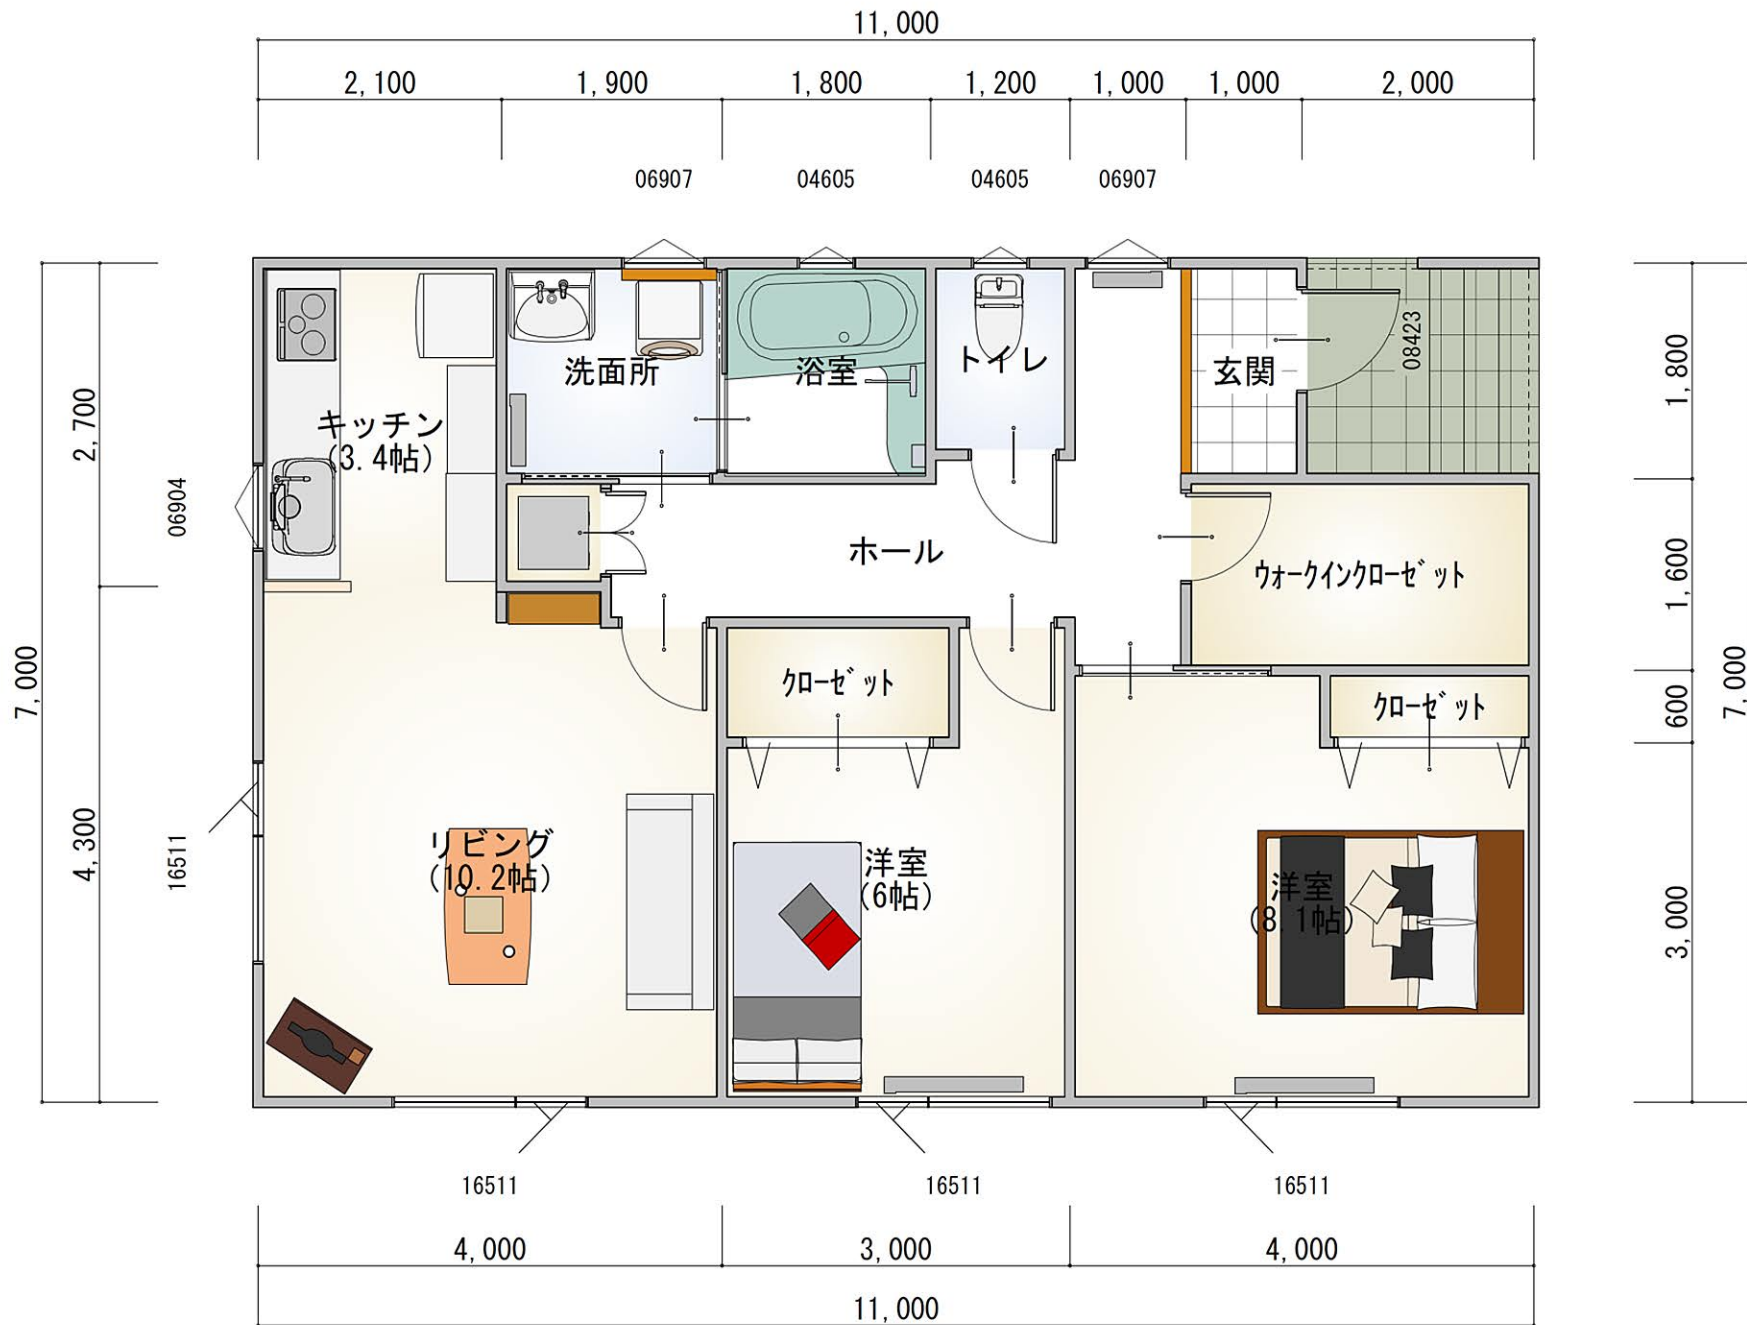 11,000
2,100
1,900
1,800
1,200
1,000
1,000
2,000
06907
04605
04605
06907
08423
洗面所
浴室
トイレ
玄関
キッチン
(3.4帖)
ホール
ウォークインクローゼット
クローゼット
クローゼット
リビング
(10.2帖)
洋室
(6帖)
洋室
(8.1帖)
7,000
2,700
4,300
06904
16511
1,800
1,600
600
3,000
7,000
16511
16511
16511
4,000
3,000
4,000
11,000